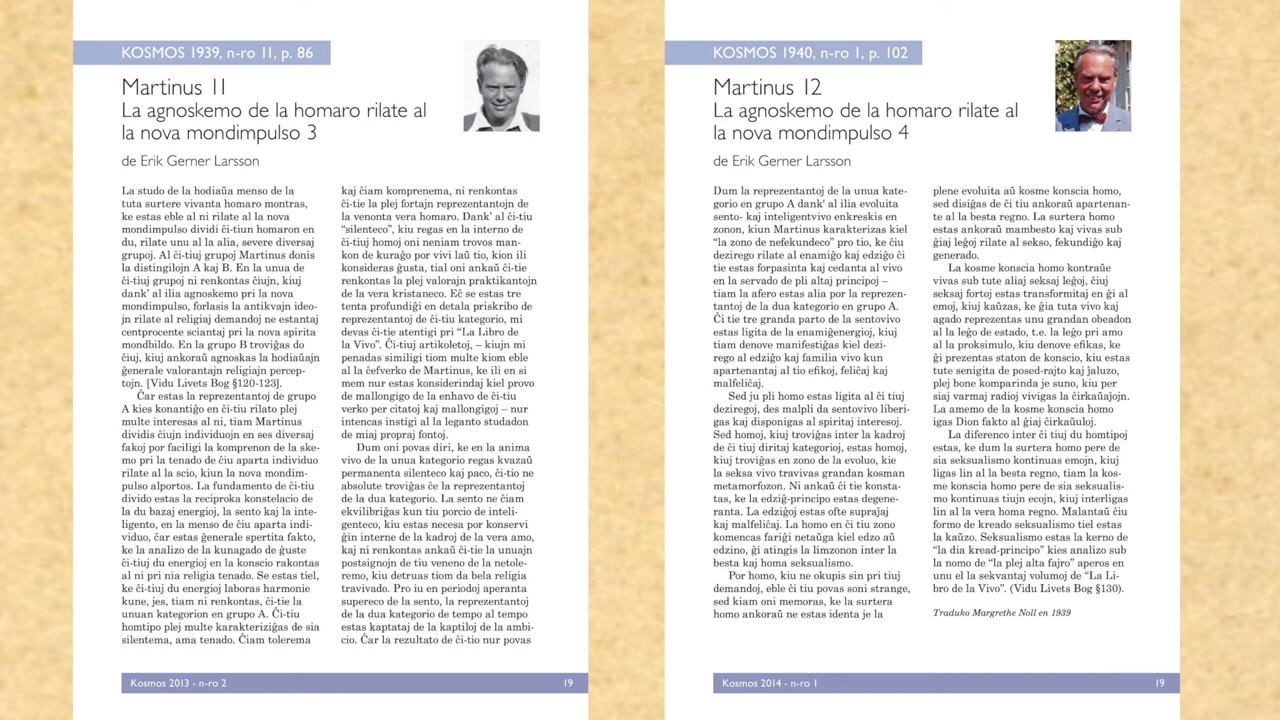 KOSMOS 1939, n-ro 11, p. 86
Martinus 11
La agnoskemo de la homaro rilate al
la nova mondimpulso 3
de Erik Gerner Larsson
La studo de la hodiaŭa menso de la
tuta surtere vivanta homaro montras,
ke estas eble al ni rilate al la nova
mondimpulso dividi ĉi-tiun homaron en
du, rilate unu al la alia, severe diversaj
grupoj. Al ĉi-tiuj grupoj Martinus donis
la distingilojn A kaj B. En la unua de
ĉi-tiuj grupoj ni renkontas ĉiujn, kiuj
dank' al ilia agnoskemo pri la nova
mondimpulso, forlasis la antikvajn ideo-
jn rilate al religiaj demandoj ne estantaj
centprocente sciantaj pri la nova spirita
mondbildo. En la grupo B troviĝas do
ĉiuj, kiuj ankoraŭ agnoskas la hodiaŭajn
ĝenerale valorantajn religiajn percep-
tojn. [Vidu Livets Bog §120-123].
Ĉar estas la reprezentantoj de grupo
A kies konantiĝo en ĉi-tiu rilato plej
multe interesas al ni, tiam Martinus
dividis ĉiujn individuojn en ses diversaj
fakoj por faciligi la komprenon de la ske-
mo pri la tenado de ĉiu aparta individuo
rilate al la scio, kiun la nova mondim-
pulso alportos. La fundamento de ĉi-tiu
divido estas la reciproka konstelacio de
la du bazaj energioj, la sento kaj la inte-
ligento, en la menso de ĉiu aparta indi-
viduo, ĉar estas ĝenerale spertita fakto,
ke la analizo de la kunagado de ĝuste
ĉi-tiuj du energioj en la konscio rakontas
al ni pri nia religia tenado. Se estas tiel,
ke ĉi-tiuj du energioj laboras harmonie
kune, jes, tiam ni renkontas, ĉi-tie la
unuan kategorion en grupo A. Ĉi-tiu
homtipo plej multe karakteriziĝas de sia
silentema, ama tenado. Ĉiam tolerema
kaj ĉiam komprenema, ni renkontas
ĉi-tie la plej fortajn reprezentantojn de
la venonta vera homaro. Dank' al ĉi-tiu
“silenteco”, kiu regas en la interno de
ĉi-tiuj homoj oni neniam trovos man-
kon de kuraĝo por vivi laŭ tio, kion ili
konsideras ĝusta, tial oni ankaŭ ĉi-tie
renkontas la plej valorajn praktikantojn
de la vera kristaneco. Eĉ se estas tre
tenta profundiĝi en detala priskribo de
reprezentantoj de ĉi-tiu kategorio, mi
devas ĉi-tie atentigi pri “La Libro de
la Vivo”. Ĉi-tiuj artikoletoj, – kiujn mi
penadas similigi tiom multe kiom eble
al la ĉefverko de Martinus, ke ili en si
mem nur estas konsiderindaj kiel provo
de mallongigo de la enhavo de ĉi-tiu
verko per citatoj kaj mallongigoj – nur
intencas instigi al la leganto studadon
de miaj propraj fontoj.
Dum oni povas diri, ke en la anima
vivo de la unua kategorio regas kvazaŭ
permanenta silenteco kaj paco, ĉi-tio ne
absolute troviĝas ĉe la reprezentantoj
de la dua kategorio. La sento ne ĉiam
ekvilibriĝas kun tiu porcio de inteli-
genteco, kiu estas necesa por konservi
ĝin interne de la kadroj de la vera amo,
kaj ni renkontas ankaŭ ĉi-tie la unuajn
postsignojn de tiu veneno de la netole-
remo, kiu detruas tiom da bela religia
travivado. Pro iu en periodoj aperanta
supereco de la sento, la reprezentantoj
de la dua kategorio de tempo al tempo
estas kaptataj de la kaptiloj de la ambi-
cio. Ĉar la rezultato de ĉi-tio nur povas
Kosmos 2013 - n-ro 2
19
KOSMOS 1940, n-ro 1, p. 102
Martinus 12
La agnoskemo de la homaro rilate al
la nova mondimpulso 4
de Erik Gerner Larsson
Dum la reprezentantoj de la unua kate-
gorio en grupo A dank' al ilia evoluita
sento- kaj inteligentvivo enkreskis en
zonon, kiun Martinus karakterizas kiel
“la zono de nefekundeco” pro tio, ke ĉiu
dezirego rilate al enamiĝo kaj edziĝo ĉi
tie estas forpasinta kaj cedanta al vivo
en la servado de pli altaj principoj –
tiam la afero estas alia por la reprezen-
tantoj de la dua kategorio en grupo A.
Ĉi tie tre granda parto de la sentovivo
estas ligita de la enamiĝenergioj, kiuj
tiam denove manifestiĝas kiel dezi-
rego al edziĝo kaj familia vivo kun
apartenantaj al tio efikoj, feliĉaj kaj
malfeliĉaj.
Sed ju pli homo estas ligita al ĉi tiuj
deziregoj, des malpli da sentovivo liberi-
gas kaj disponigas al spiritaj interesoj.
Sed homoj, kiuj troviĝas inter la kadroj
de ĉi tiuj diritaj kategorioj, estas homoj,
kiuj troviĝas en zono de la evoluo, kie
la seksa vivo travivas grandan kosman
metamorfozon. Ni ankaŭ ĉi tie konsta-
tas, ke la edziĝ-principo estas degene-
ranta. La edziĝoj estas ofte supraĵaj
kaj malfeliĉaj. La homo en ĉi tiu zono
komencas fariĝi netaŭga kiel edzo aŭ
edzino, ĝi atingis la limzonon inter la
besta kaj homa seksualismo.
Por homo, kiu ne okupis sin pri tiuj
demandoj, eble ĉi tiu povas soni strange,
sed kiam oni memoras, ke la surtera
homo ankoraŭ ne estas identa je la
plene evoluita aŭ kosme konscia homo,
sed disiĝas de ĉi tiu ankoraŭ apartenan-
te al la besta regno. La surtera homo
estas ankoraŭ mambesto kaj vivas sub
ĝiaj leĝoj rilate al sekso, fekundiĝo kaj
generado.
La kosme konscia homo kontraŭe
vivas sub tute aliaj seksaj leĝoj, ĉiuj
seksaj fortoj estas transformitaj en ĝi al
emoj, kiuj kaŭzas, ke ĝia tuta vivo kaj
agado reprezentas unu grandan obeadon
al la leĝo de estado, t.e. la leĝo pri amo
al la proksimulo, kiu denove efikas, ke
ĝi prezentas staton de konscio, kiu estas
tute senigita de posed-rajto kaj ĵaluzo,
plej bone komparinda je suno, kiu per
siaj varmaj radioj vivigas la ĉirkaŭaĵojn.
La amemo de la kosme konscia homo
igas Dion fakto al ĝiaj ĉirkaŭuloj.
La diferenco inter ĉi tiuj du homtipoj
estas, ke dum la surtera homo pere de
sia seksualismo kontinuas emojn, kiuj
ligas lin al la besta regno, tiam la kos-
me konscia homo pere de sia seksualis-
mo kontinuas tiujn ecojn, kiuj interligas
lin al la vera homa regno. Malantaŭ ĉiu
formo de kreado seksualismo tiel estas
la kaŭzo. Seksualismo estas la kerno de
“la dia kread-principo” kies analizo sub
la nomo de “la plej alta fajro” aperos en
unu el la sekvantaj volumoj de “La Li-
bro de la Vivo”. (Vidu Livets Bog §130).
Traduko Margrethe Noll en 1939
Kosmos 2014 - n-ro 1
19